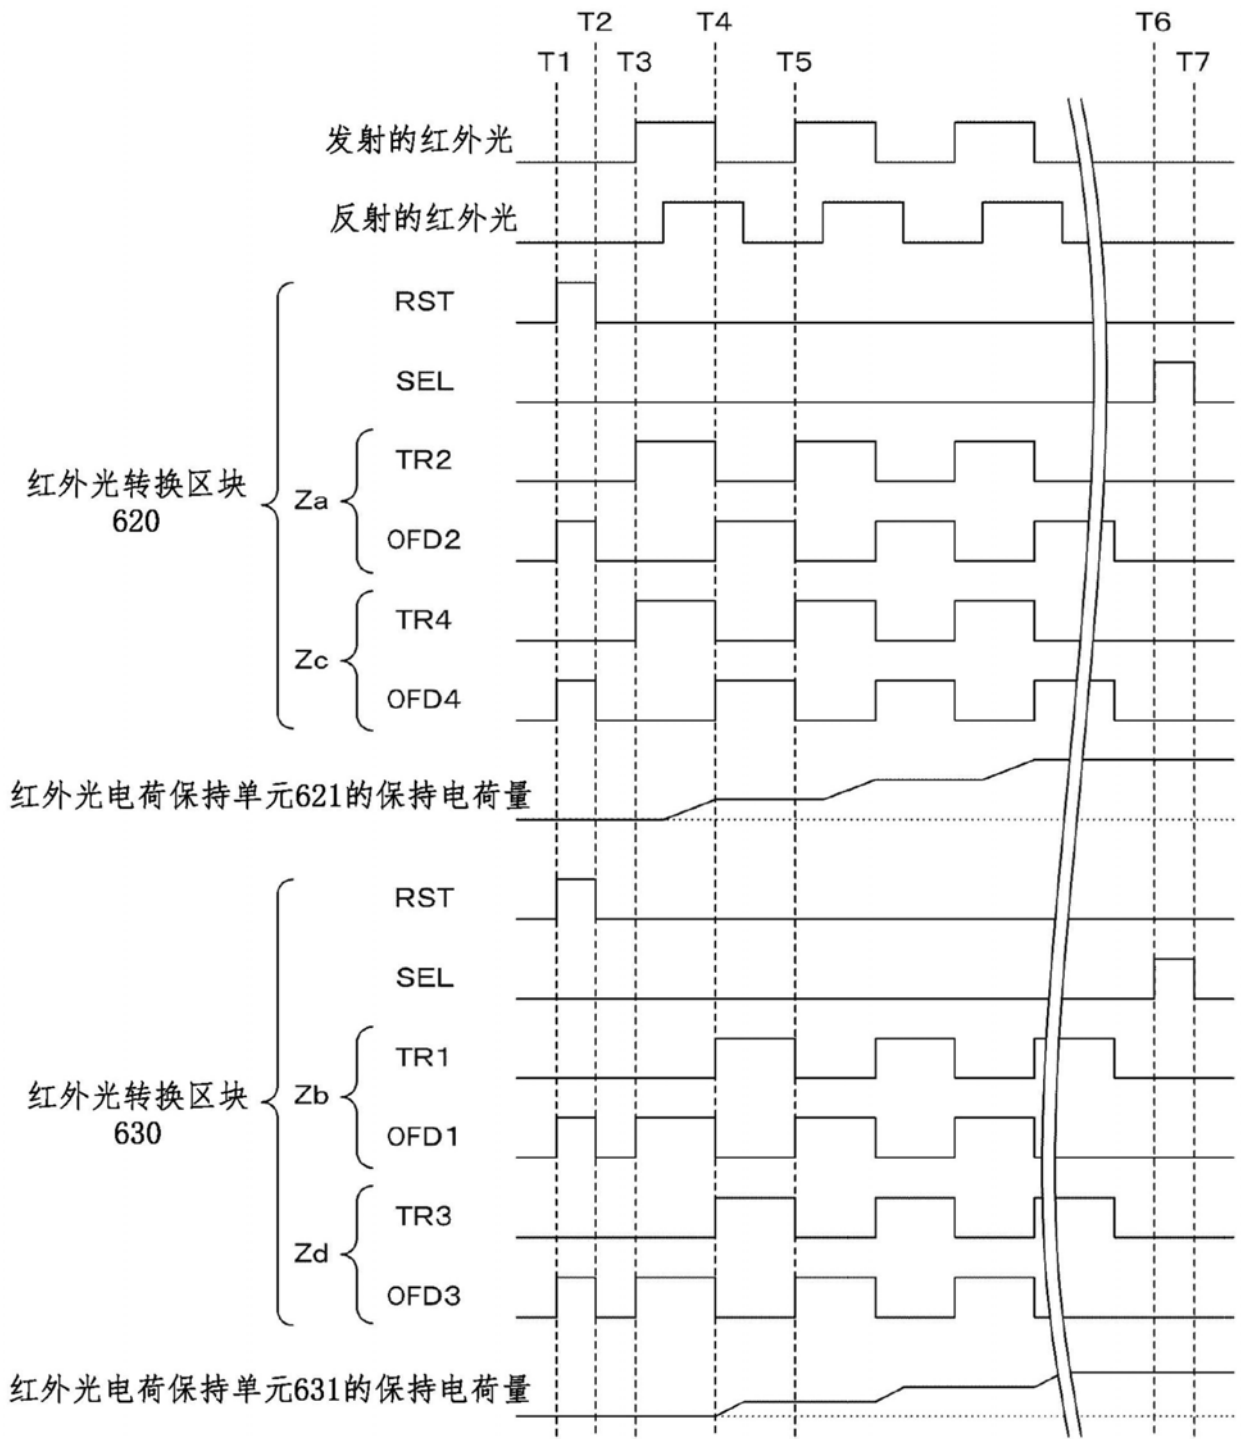 T2 T4 T6
T1 T3 T5 T7
发射的红外光
反射的红外光
RST
SEL
TR2
红外光转换区块
620
Za
OFD2
TR4
Zc
OFD4
红外光电荷保持单元621的保持电荷量
RST
SEL
TR1
红外光转换区块
630
Zb
OFD1
TR3
Zd
OFD3
红外光电荷保持单元631的保持电荷量